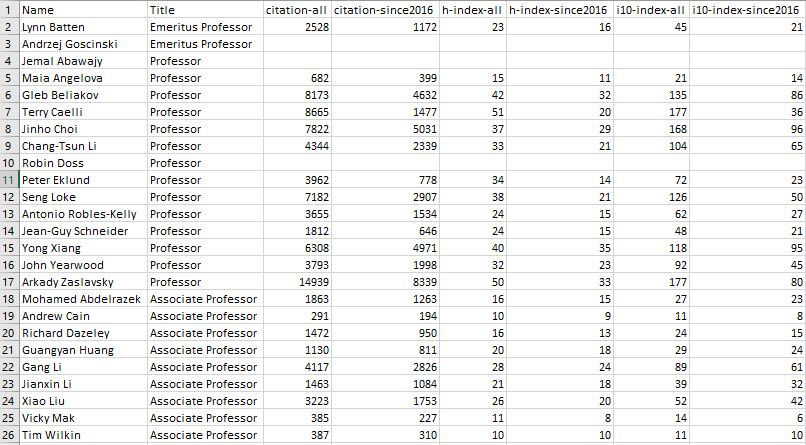 1 Name Title citation-all citation-since2016 h-index-all h-index-since2016 i10-index-all i10-index-since2016
2 Lynn Batten Emeritus Professor 2528 1172 23 16 45 21
3 Andrzej Goscinski Emeritus Professor
4 Jemal Abawajy Professor
5 Maia Angelova Professor 682 399 15 11 21 14
6 Gleb Beliakov Professor 8173 4632 42 32 135 86
7 Terry Caelli Professor 8665 1477 51 20 177 36
8 Jinho Choi Professor 7822 5031 37 29 168 96
9 Chang-Tsun Li Professor 4344 2339 33 21 104 65
10 Robin Doss Professor
11 Peter Eklund Professor 3962 778 34 14 72 23
12 Seng Loke Professor 7182 2907 38 21 126 50
13 Antonio Robles-Kelly Professor 3655 1534 24 15 62 27
14 Jean-Guy Schneider Professor 1812 646 24 15 48 21
15 Yong Xiang Professor 6308 4971 40 35 118 95
16 John Yearwood Professor 3793 1998 32 23 92 45
17 Arkady Zaslavsky Professor 14939 8339 50 33 177 80
18 Mohamed Abdelrazek Associate Professor 1863 1263 16 15 27 23
19 Andrew Cain Associate Professor 291 194 10 9 11 8
20 Richard Dazeley Associate Professor 1472 950 16 13 24 15
21 Guangyan Huang Associate Professor 1130 811 20 18 29 24
22 Gang Li Associate Professor 4117 2826 28 24 89 61
23 Jianxin Li Associate Professor 1463 1084 21 18 39 32
24 Xiao Liu Associate Professor 3223 1753 26 20 52 42
25 Vicky Mak Associate Professor 385 227 11 8 14 6
26 Tim Wilkin Associate Professor 387 310 10 10 11 10